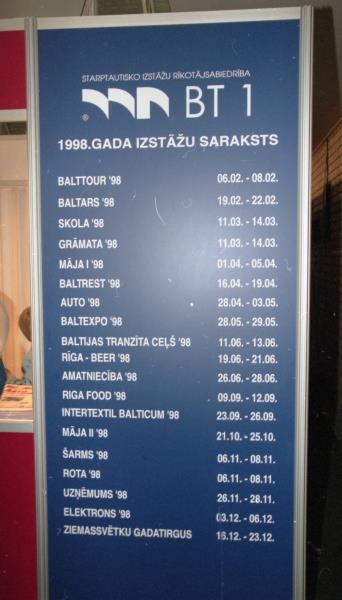 STARPTAUTISKO IZSTĀŽU RĪKOTĀJSABIEDRĪBA
® BT 1
1998.GADA IZSTĀŽU SARAKSTS
BALTTOUR '98 06.02. - 08.02.
BALTARS '98 19.02. - 22.02.
SKOLA '98 11.03. - 14.03.
GRĀMATA '98 11.03. - 14.03.
MĀJA I '98 01.04. - 05.04.
BALTREST '98 16.04. - 19.04.
AUTO '98 28.04. - 03.05.
BALTEXPO '98 28.05. - 29.05.
BALTIJAS TRANZĪTA CEĻŠ '98 11.06. - 13.06.
RĪGA - BEER '98 19.06. - 21.06.
AMATNIECĪBA '98 26.06. - 28.06.
RIGA FOOD '98 09.09. - 12.09.
INTERTEXTIL BALTICUM '98 23.09. - 26.09.
MĀJA II '98 21.10. - 25.10.
ŠARMS '98 06.11. - 08.11.
ROTA '98 06.11. - 08.11.
UZŅĒMUMS '98 26.11. - 28.11.
ELEKTRONS '98 03.12. - 06.12.
ZIEMASSVĒTKU GADATIRGUS 16.12. - 23.12.